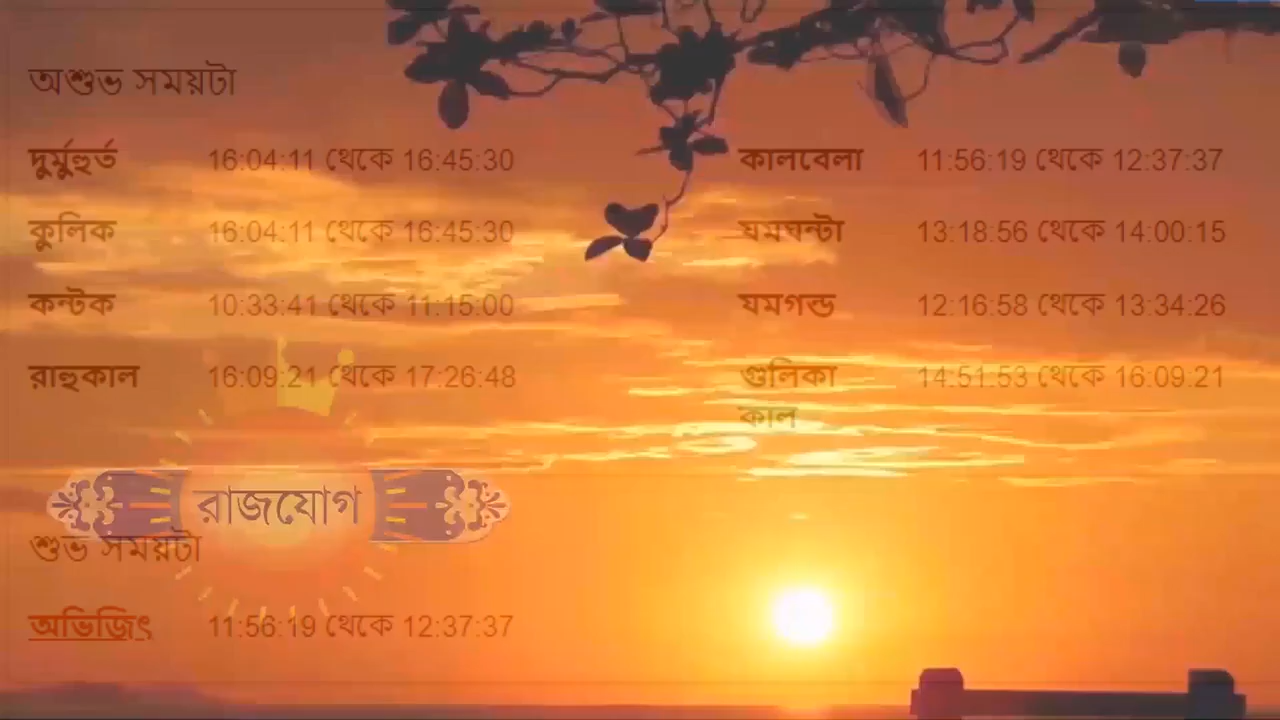 অশুভ সময়টা
দুর্মুহুর্ত 16:04:11 থেকে 16:45:30 কালবেলা 11:56:19 থেকে 12:37:37
কুলিক 16:04:11 থেকে 16:45:30 যমঘন্টা 13:18:56 থেকে 14:00:15
কন্টক 10:33:41 থেকে 11:15:00 যমগন্ড 12:16:58 থেকে 13:34:26
রাহুকাল 16:09:21 থেকে 17:26:48 গুলিকা 14:51:53 থেকে 16:09:21
কাল
রাজযোগ
শুভ সময়টা
অভিজিৎ 11:56:19 থেকে 12:37:37